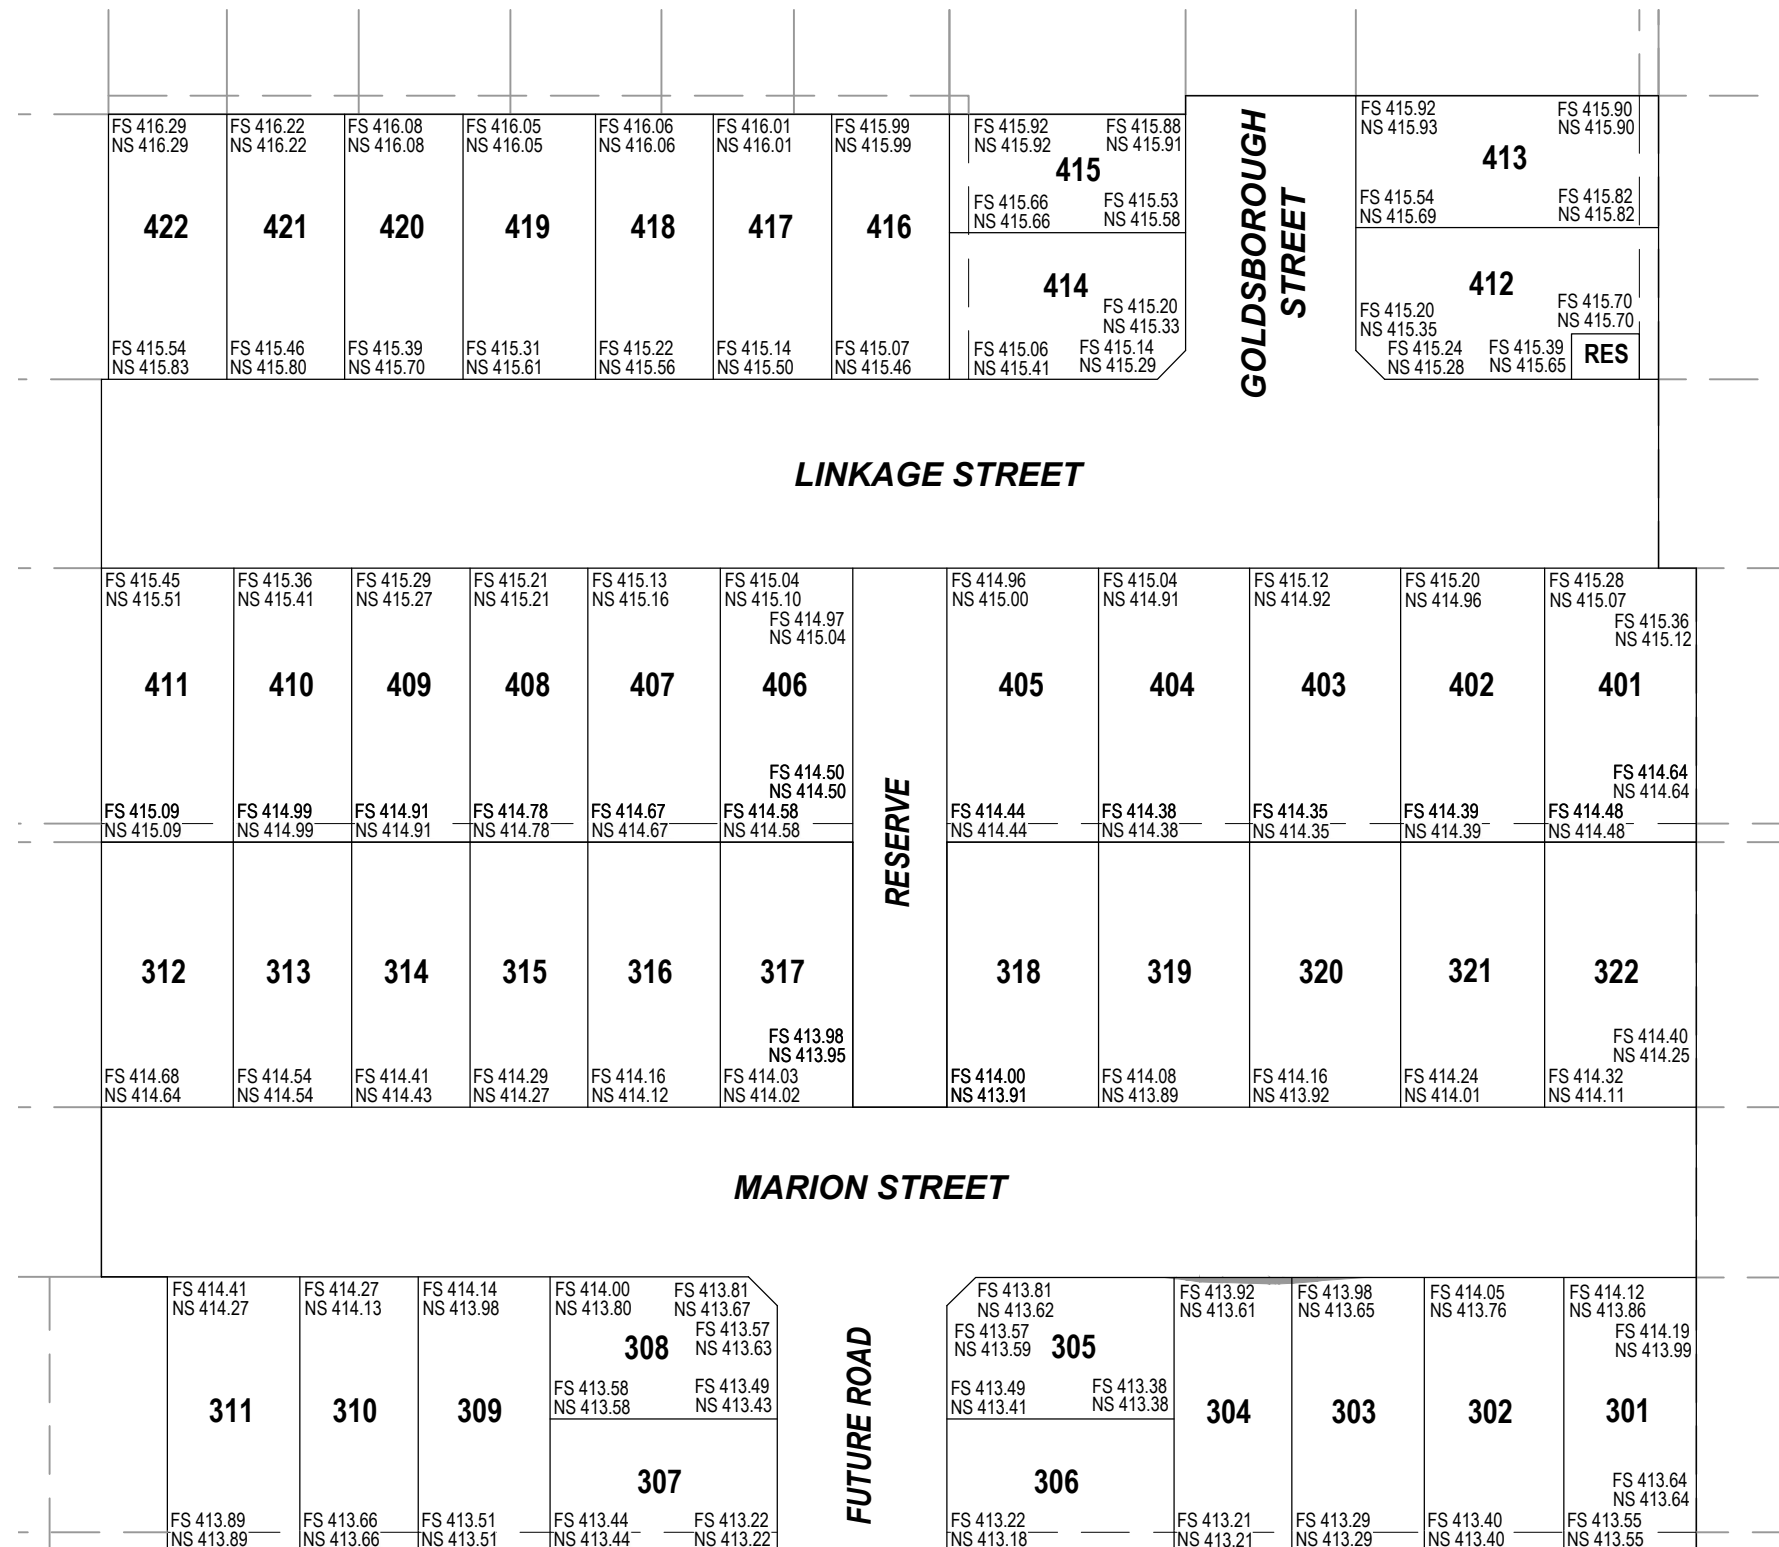 FS 416.29
NS 416.29
FS 416.22
NS 416.22
FS 416.08
NS 416.08
FS 416.05
NS 416.05
FS 416.06
NS 416.06
FS 416.01
NS 416.01
FS 415.99
NS 415.99
FS 415.92
NS 415.92
FS 415.88
NS 415.91
415
FS 415.66
NS 415.66
FS 415.53
NS 415.58
GOLDSBOROUGH
STREET
FS 415.92
NS 415.93
FS 415.90
NS 415.90
413
FS 415.54
NS 415.69
FS 415.82
NS 415.82
422
421
420
419
418
417
416
414
FS 415.20
NS 415.33
412
FS 415.20
NS 415.35
FS 415.70
NS 415.70
FS 415.54
NS 415.83
FS 415.46
NS 415.80
FS 415.39
NS 415.70
FS 415.31
NS 415.61
FS 415.22
NS 415.56
FS 415.14
NS 415.50
FS 415.07
NS 415.46
FS 415.06
NS 415.41
FS 415.14
NS 415.29
FS 415.24
NS 415.28
FS 415.39
NS 415.65
RES
LINKAGE STREET
FS 415.45
NS 415.51
FS 415.36
NS 415.41
FS 415.29
NS 415.27
FS 415.21
NS 415.21
FS 415.13
NS 415.16
FS 415.04
NS 415.10
FS 414.97
NS 415.04
FS 414.96
NS 415.00
FS 415.04
NS 414.91
FS 415.12
NS 414.92
FS 415.20
NS 414.96
FS 415.28
NS 415.07
FS 415.36
NS 415.12
411
410
409
408
407
406
405
404
403
402
401
FS 414.50
NS 414.50
FS 414.64
NS 414.64
FS 415.09
NS 415.09
FS 414.99
NS 414.99
FS 414.91
NS 414.91
FS 414.78
NS 414.78
FS 414.67
NS 414.67
FS 414.58
NS 414.58
RESERVE
FS 414.44
NS 414.44
FS 414.38
NS 414.38
FS 414.35
NS 414.35
FS 414.39
NS 414.39
FS 414.48
NS 414.48
312
313
314
315
316
317
318
319
320
321
322
FS 413.98
NS 413.95
FS 414.40
NS 414.25
FS 414.68
NS 414.64
FS 414.54
NS 414.54
FS 414.41
NS 414.43
FS 414.29
NS 414.27
FS 414.16
NS 414.12
FS 414.03
NS 414.02
FS 414.00
NS 413.91
FS 414.08
NS 413.89
FS 414.16
NS 413.92
FS 414.24
NS 414.01
FS 414.32
NS 414.11
MARION STREET
FS 414.41
NS 414.27
FS 414.27
NS 414.13
FS 414.14
NS 413.98
FS 414.00
NS 413.80
FS 413.81
NS 413.67
FS 413.57
NS 413.63
308
FS 413.58
NS 413.58
FS 413.49
NS 413.43
FUTURE ROAD
FS 413.81
NS 413.62
FS 413.57
NS 413.59
305
FS 413.49
NS 413.41
FS 413.38
NS 413.38
FS 413.92
NS 413.61
FS 413.98
NS 413.65
FS 414.05
NS 413.76
FS 414.12
NS 413.86
FS 414.19
NS 413.99
311
310
309
304
303
302
301
307
306
FS 413.64
NS 413.64
FS 413.89
NS 413.89
FS 413.66
NS 413.66
FS 413.51
NS 413.51
FS 413.44
NS 413.44
FS 413.22
NS 413.22
FS 413.22
NS 413.18
FS 413.21
NS 413.21
FS 413.29
NS 413.29
FS 413.40
NS 413.40
FS 413.55
NS 413.55